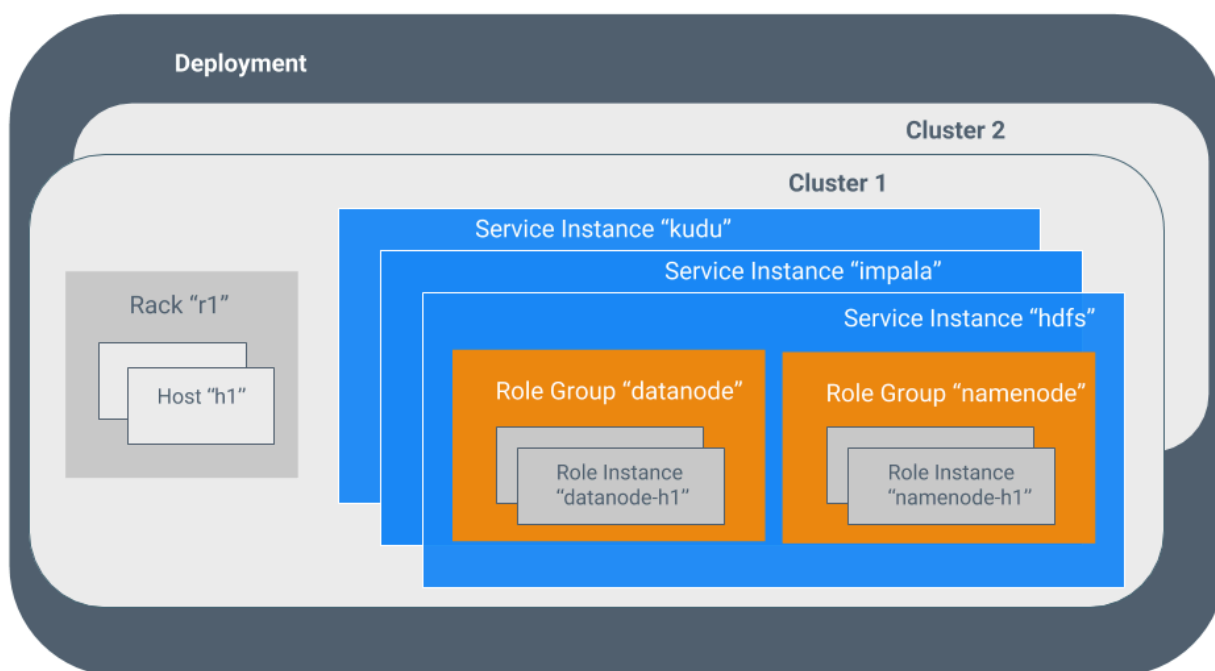 Deployment
Cluster 2
Cluster 1
Service Instance “kudu”
Service Instance “impala”
Service Instance “hdfs”
Rack “r1”
Host “h1”
Role Group “datanode”
Role Instance
“datanode-h1”
Role Group “namenode”
Role Instance
“namenode-h1”